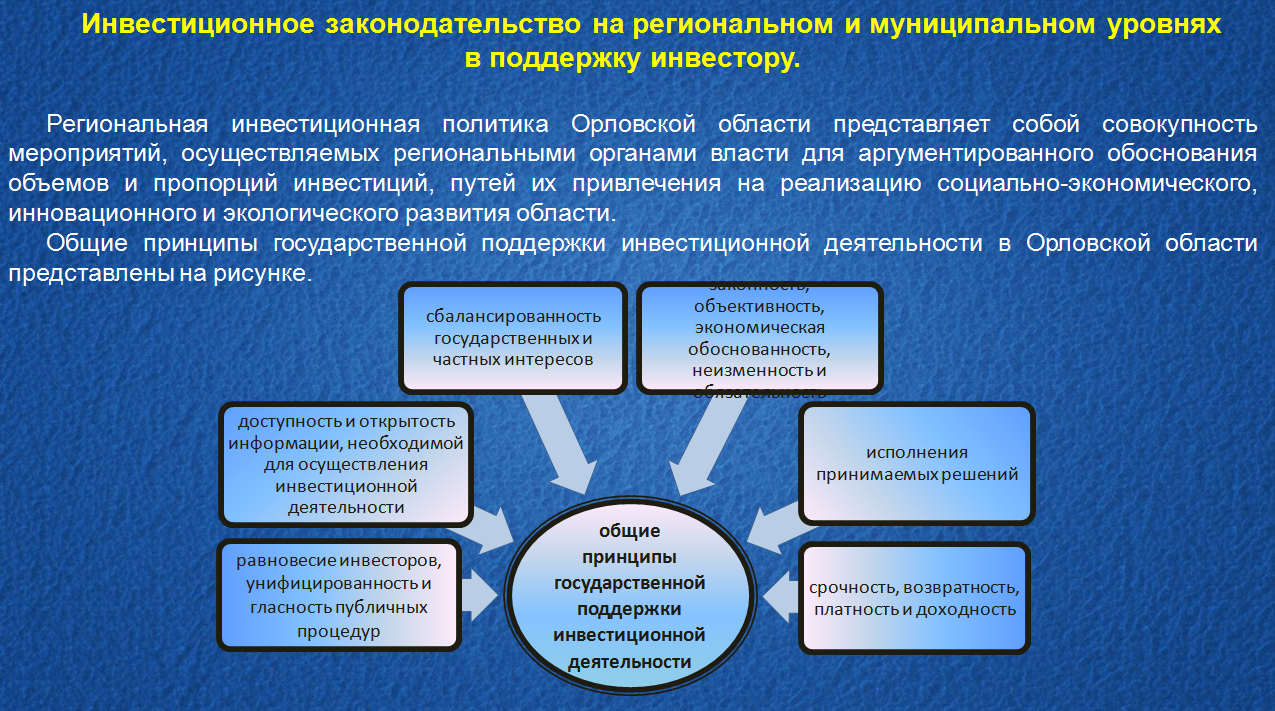 Инвестиционное законодательство на региональном и муниципальном уровнях
в поддержку инвестору.
Региональная инвестиционная политика Орловской области представляет собой совокупность
мероприятий, осуществляемых региональными органами власти для аргументированного обоснования
объемов и пропорций инвестиций, путей их привлечения на реализацию социально-экономического,
инновационного и экологического развития области.
Общие принципы государственной поддержки инвестиционной деятельности в Орловской области
представлены на рисунке.
сбалансированность
государственных и
частных интересов
законность,
объективность,
экономическая
обоснованность,
неизменность и
обязательность
доступность и открытость
информации, необходимой
для осуществления
инвестиционной
деятельности
исполнения
принимаемых решений
равновесие инвесторов,
унифицированность и
гласность публичных
процедур
общие
принципы
государственной
поддержки
инвестиционной
деятельности
срочность, возвратность,
платность и доходность